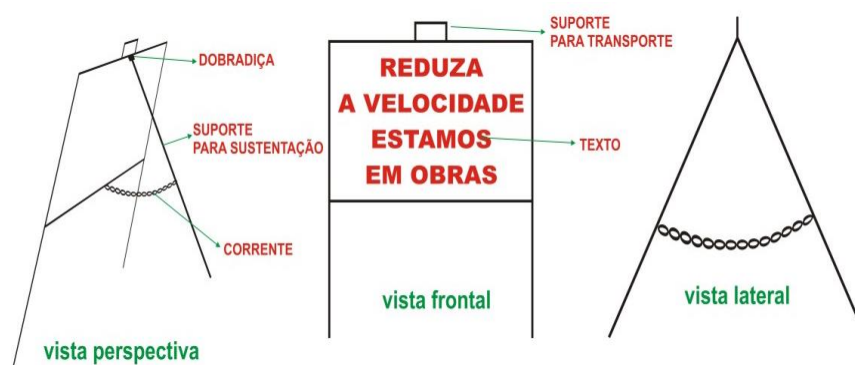 DOBRADIÇA
SUPORTE
PARA SUSTENTAÇÃO
CORRENTE
vista perspectiva
SUPORTE
PARA TRANSPORTE
REDUZA
A VELOCIDADE
ESTAMOS
EM OBRAS
TEXTO
vista frontal
vista lateral